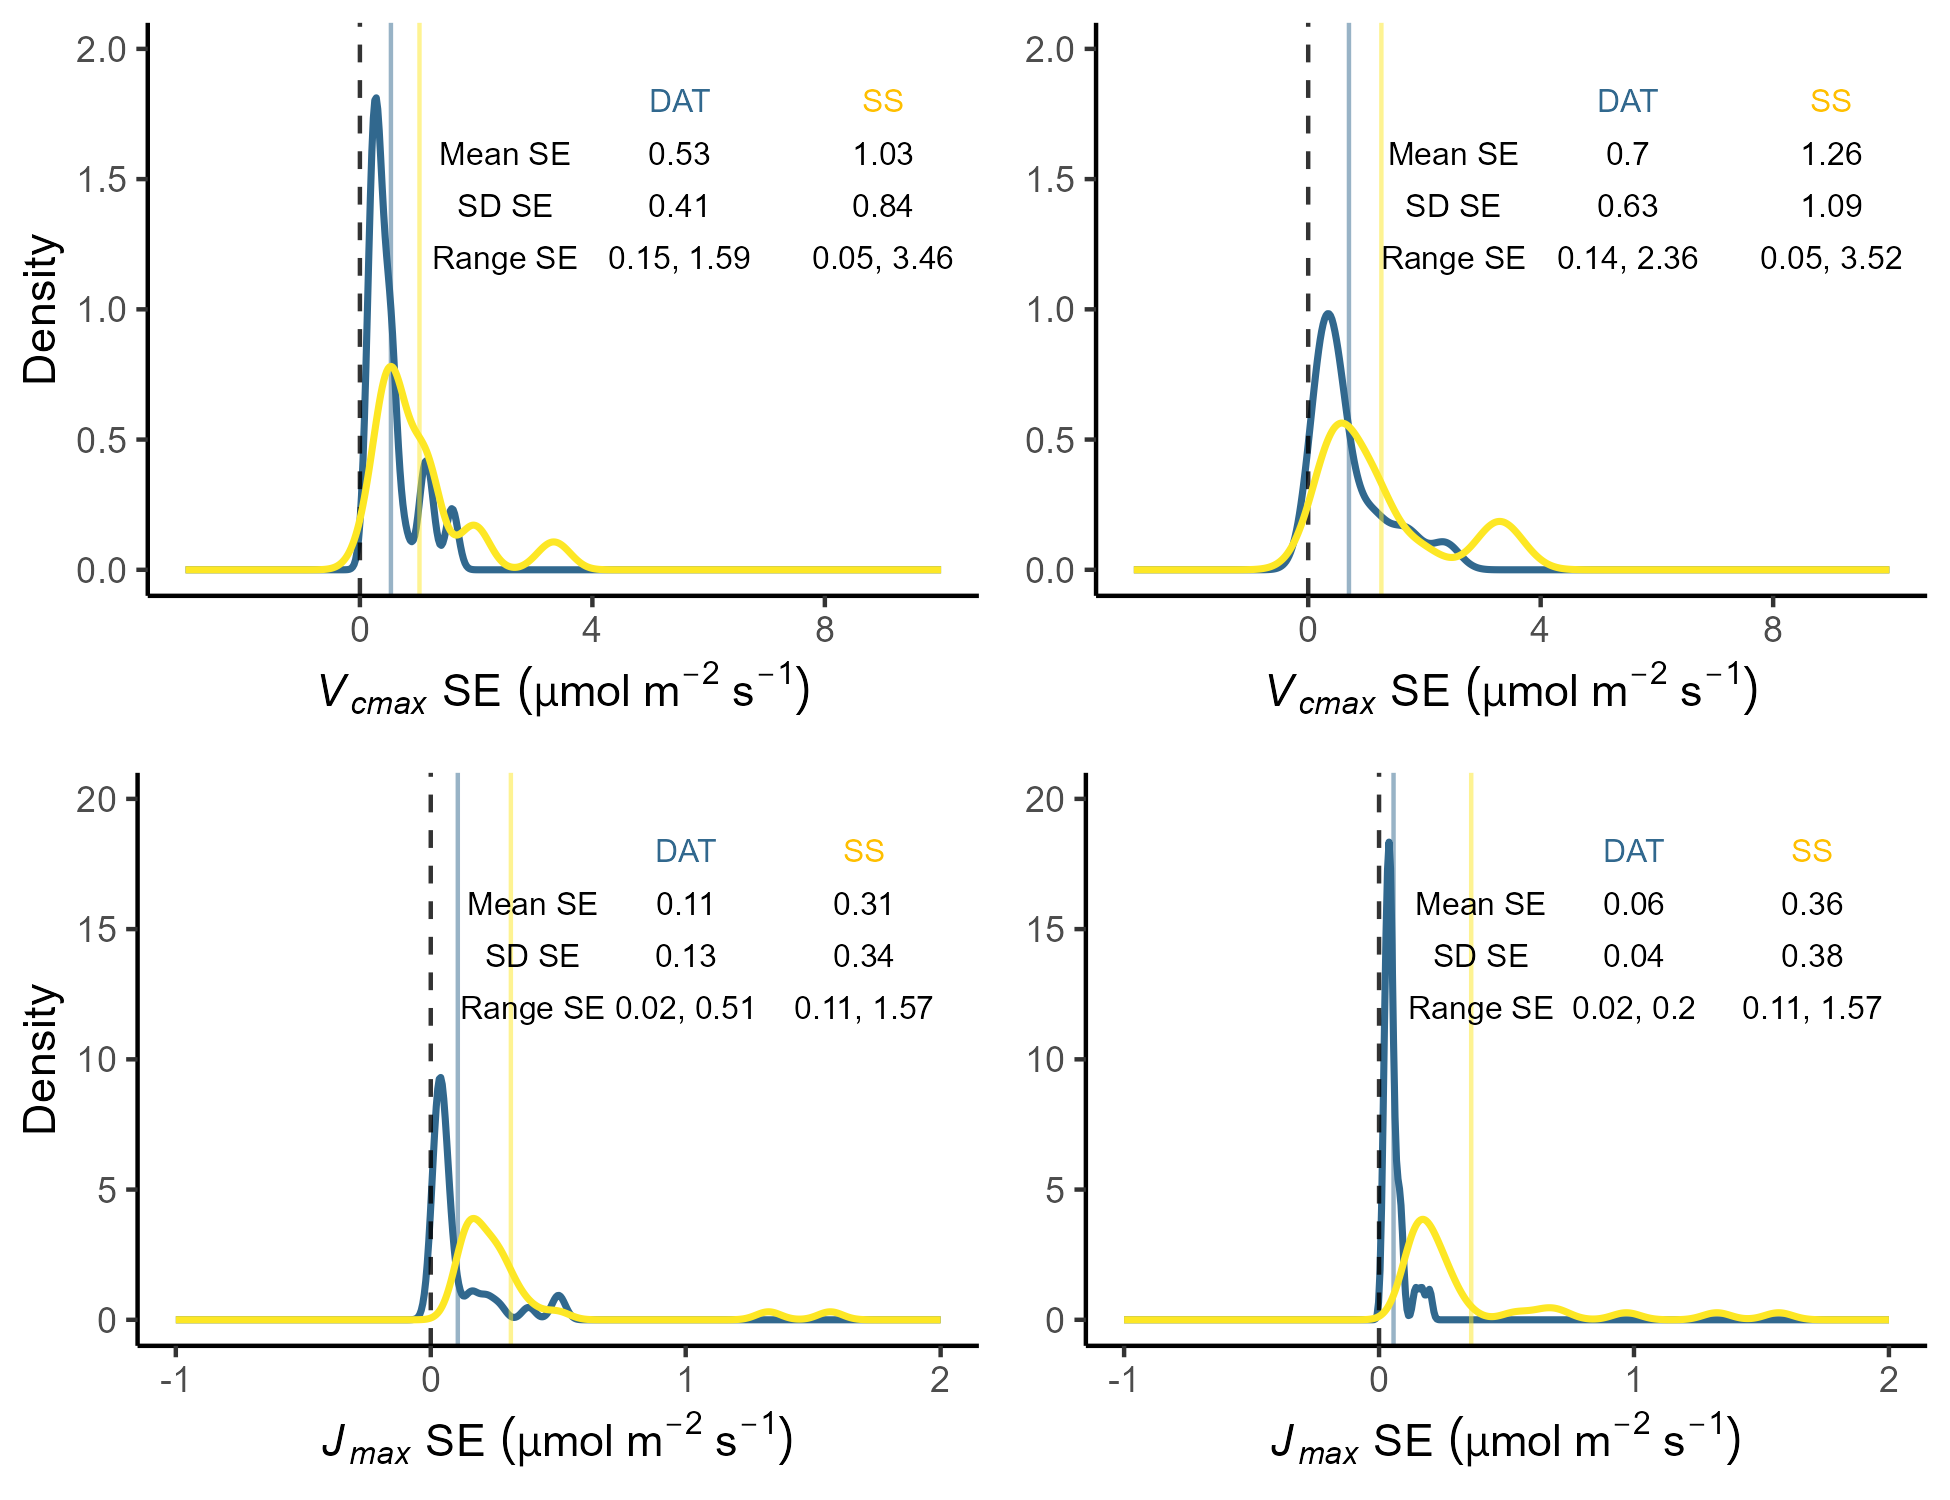 2.0
1.5
1.0
0.5
0.0
Density
DAT SS
Mean SE 0.53 1.03
SD SE 0.41 0.84
Range SE 0.15, 1.59 0.05, 3.46
0 4 8
V cmax SE (μmol m⁻² s⁻¹)
2.0
1.5
1.0
0.5
0.0
DAT SS
Mean SE 0.7 1.26
SD SE 0.63 1.09
Range SE 0.14, 2.36 0.05, 3.52
0 4 8
V cmax SE (μmol m⁻² s⁻¹)
20
15
10
5
0
Density
DAT SS
Mean SE 0.11 0.31
SD SE 0.13 0.34
Range SE 0.02, 0.51 0.11, 1.57
-1 0 1 2
J max SE (μmol m⁻² s⁻¹)
20
15
10
5
0
DAT SS
Mean SE 0.06 0.36
SD SE 0.04 0.38
Range SE 0.02, 0.2 0.11, 1.57
-1 0 1 2
J max SE (μmol m⁻² s⁻¹)